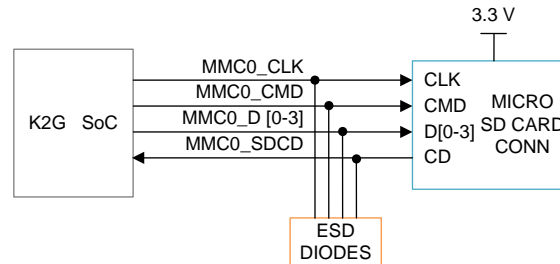 3.3 V
MMC0_CLK
CLK
MMC0_CMD
CMD
MICRO
K2G SoC
MMC0_D [0-3]
D[0-3]
SD CARD
MMC0_SDCD
CD
CONN
ESD
DIODES